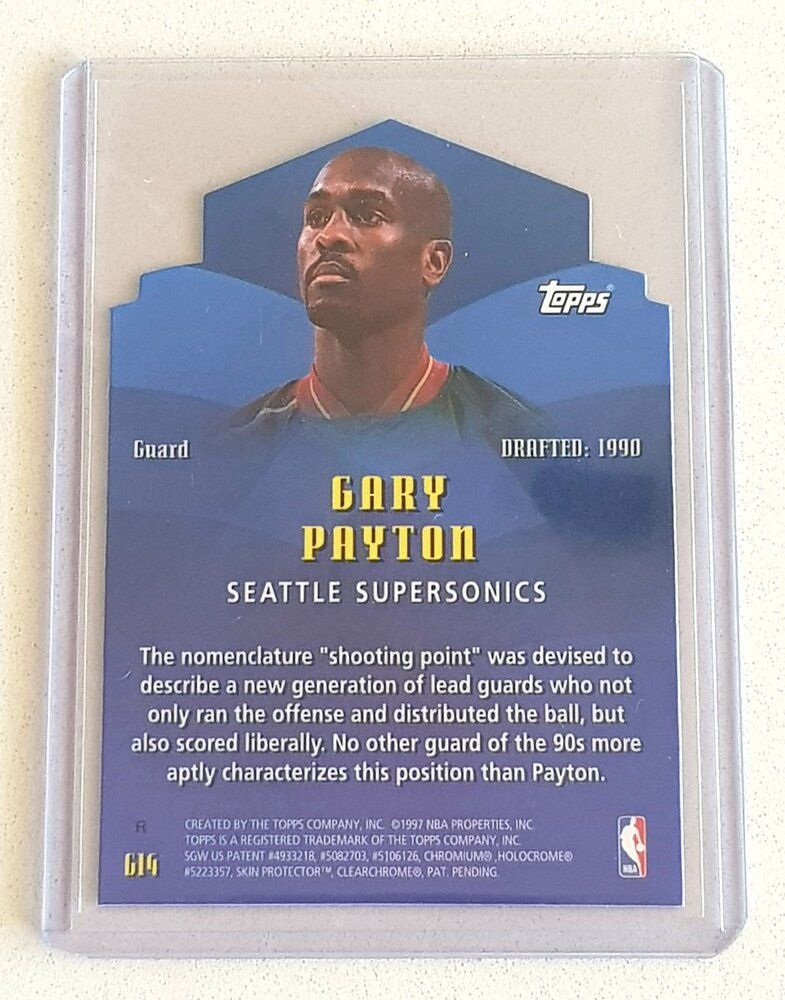 TOPPS®
Guard
DRAFTED: 1990
GARY
PAYTON
SEATTLE SUPERSONICS
The nomenclature "shooting point" was devised to
describe a new generation of lead guards who not
only ran the offense and distributed the ball, but
also scored liberally. No other guard of the 90s more
aptly characterizes this position than Payton.
R
G14
CREATED BY THE TOPPS COMPANY, INC. ©1997 NBA PROPERTIES, INC.
TOPPS IS A REGISTERED TRADEMARK OF THE TOPPS COMPANY, INC.
SGW US PATENT #4933218, #5082703, #5106126, CHROMIUM® ,HOLOCROME®
#5223357, SKIN PROTECTOR™, CLEARCHROME®, PAT. PENDING.
NBA